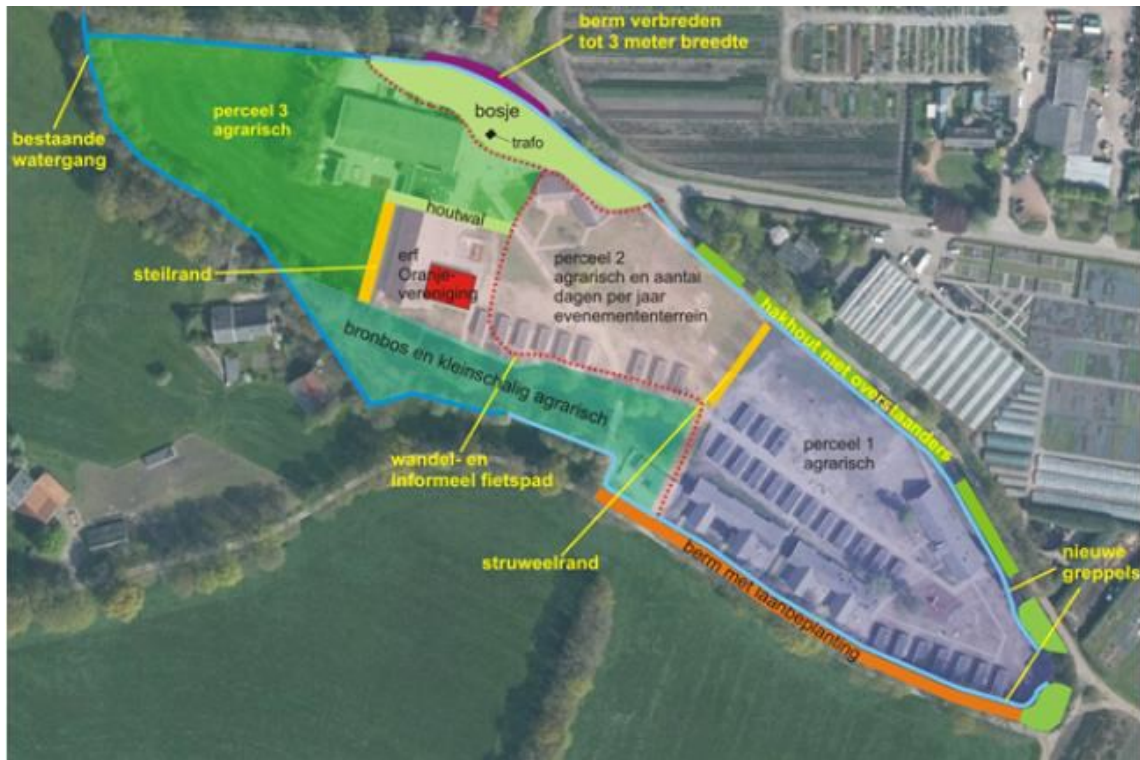 berm verbreden
tot 3 meter breedte
bosje
trafo
perceel 3
agrarisch
bestaande
watergang
houtwal
erf
Oranje-
vereniging
perceel 2
agrarisch en aantal
dagen per jaar
evenemententerrein
steilrand
hakhout met overstaanders
bronbos en kleinschalig agrarisch
perceel 1
agrarisch
wandel- en
informeel fietspad
struweelrand
berm met laanbeplanting
nieuwe
greppels